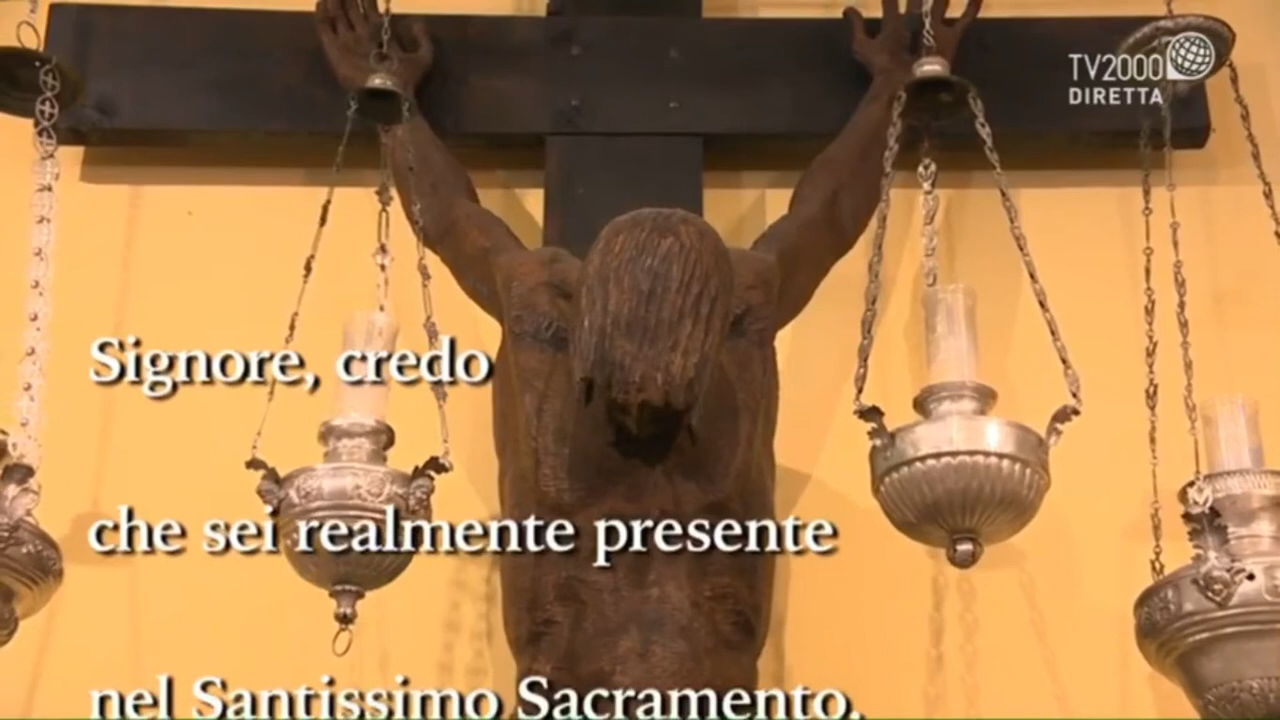 TV2000
DIRETTA
Signore, credo
che sei realmente presente
nel Santissimo Sacramento.